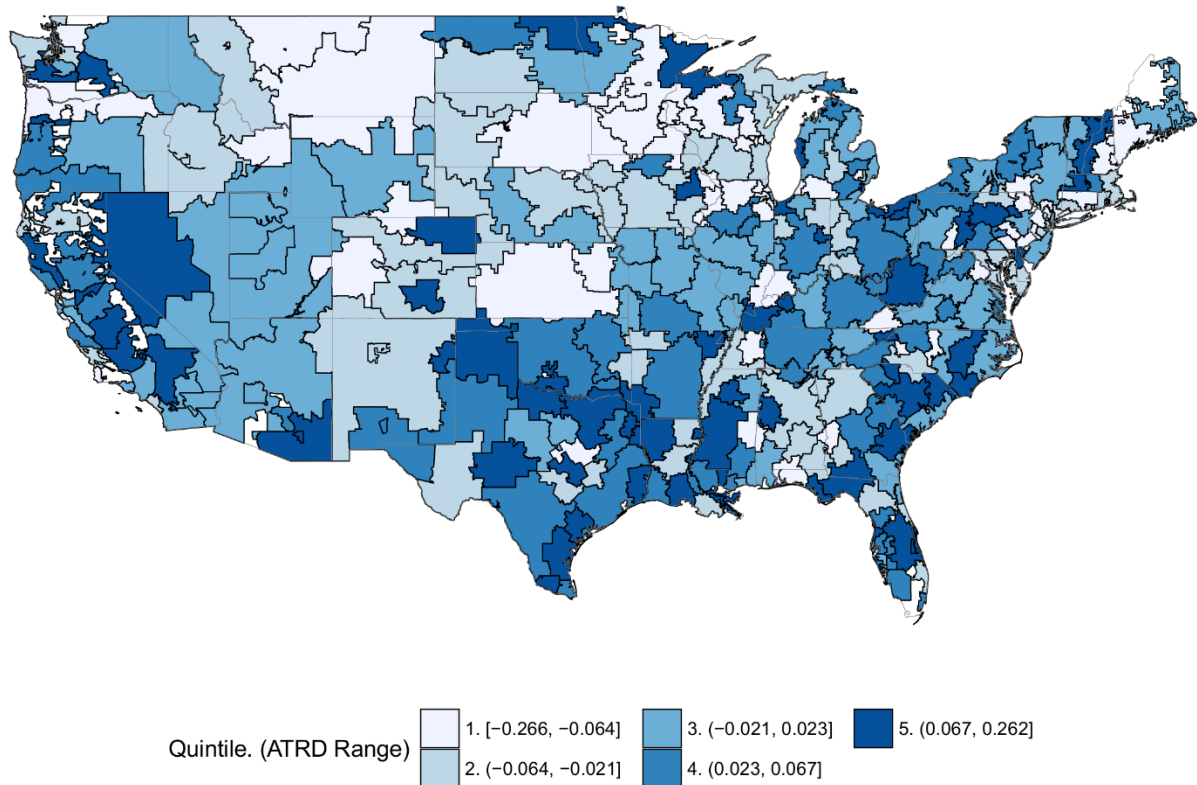 Quintile. (ATRD Range)
1. [−0.266, −0.064]
2. (−0.064, −0.021]
3. (−0.021, 0.023]
4. (0.023, 0.067]
5. (0.067, 0.262]